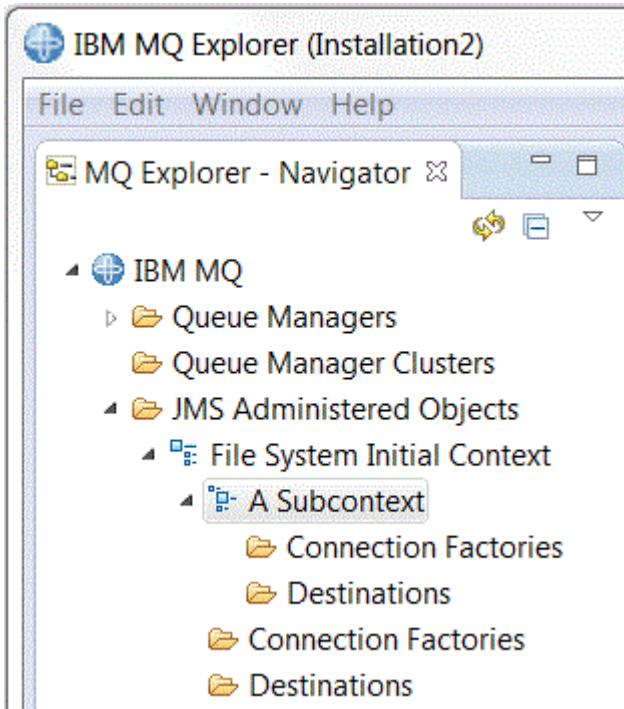 IBM MQ Explorer (Installation2)
File Edit Window Help
MQ Explorer - Navigator
IBM MQ
Queue Managers
Queue Manager Clusters
JMS Administered Objects
File System Initial Context
A Subcontext
Connection Factories
Destinations
Connection Factories
Destinations